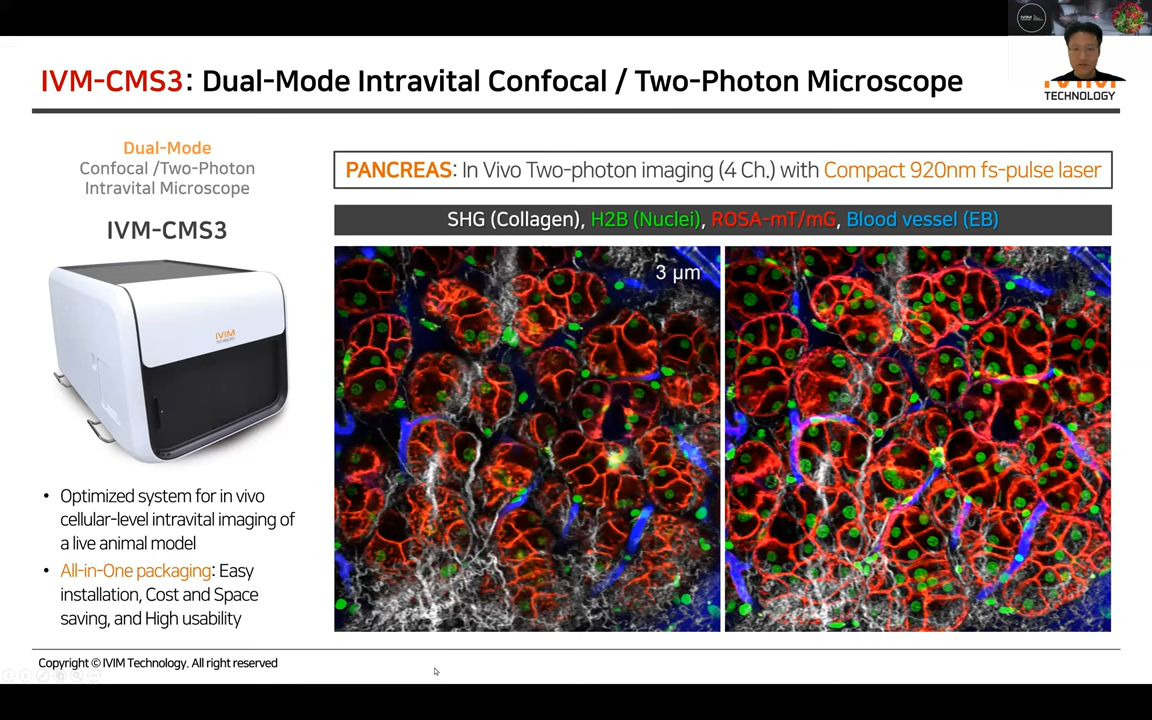 IVIM
IVM-CMS3: Dual-Mode Intravital Confocal / Two-Photon Microscope
TECHNOLOGY
Dual-Mode
Confocal /Two-Photon
Intravital Microscope
IVM-CMS3
IVIM
TECHNOLOGY
• Optimized system for in vivo
cellular-level intravital imaging of
a live animal model
• All-in-One packaging: Easy
installation, Cost and Space
saving, and High usability
PANCREAS: In Vivo Two-photon imaging (4 Ch.) with Compact 920nm fs-pulse laser
SHG (Collagen), H2B (Nuclei), ROSA-mT/mG, Blood vessel (EB)
3 μm
Copyright © IVIM Technology. All right reserved